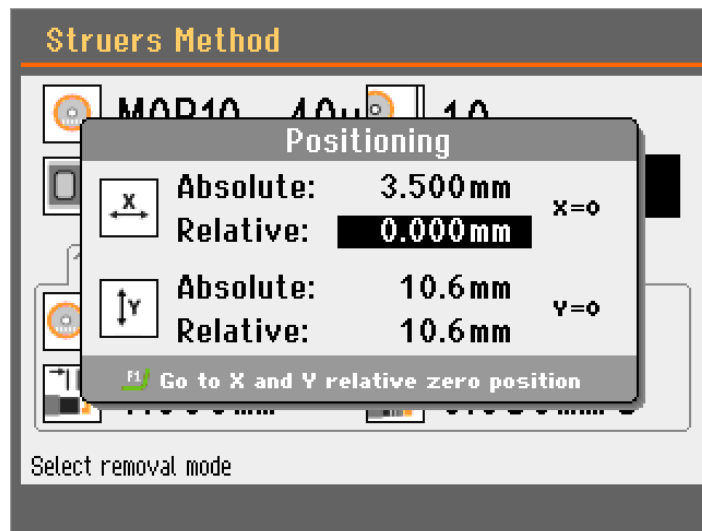 Struers Method
Positioning
X
Absolute: 3.500mm
Relative: 0.000mm
X=0
Y
Absolute: 10.6mm
Relative: 10.6mm
Y=0
F1 Go to X and Y relative zero position
Select removal mode